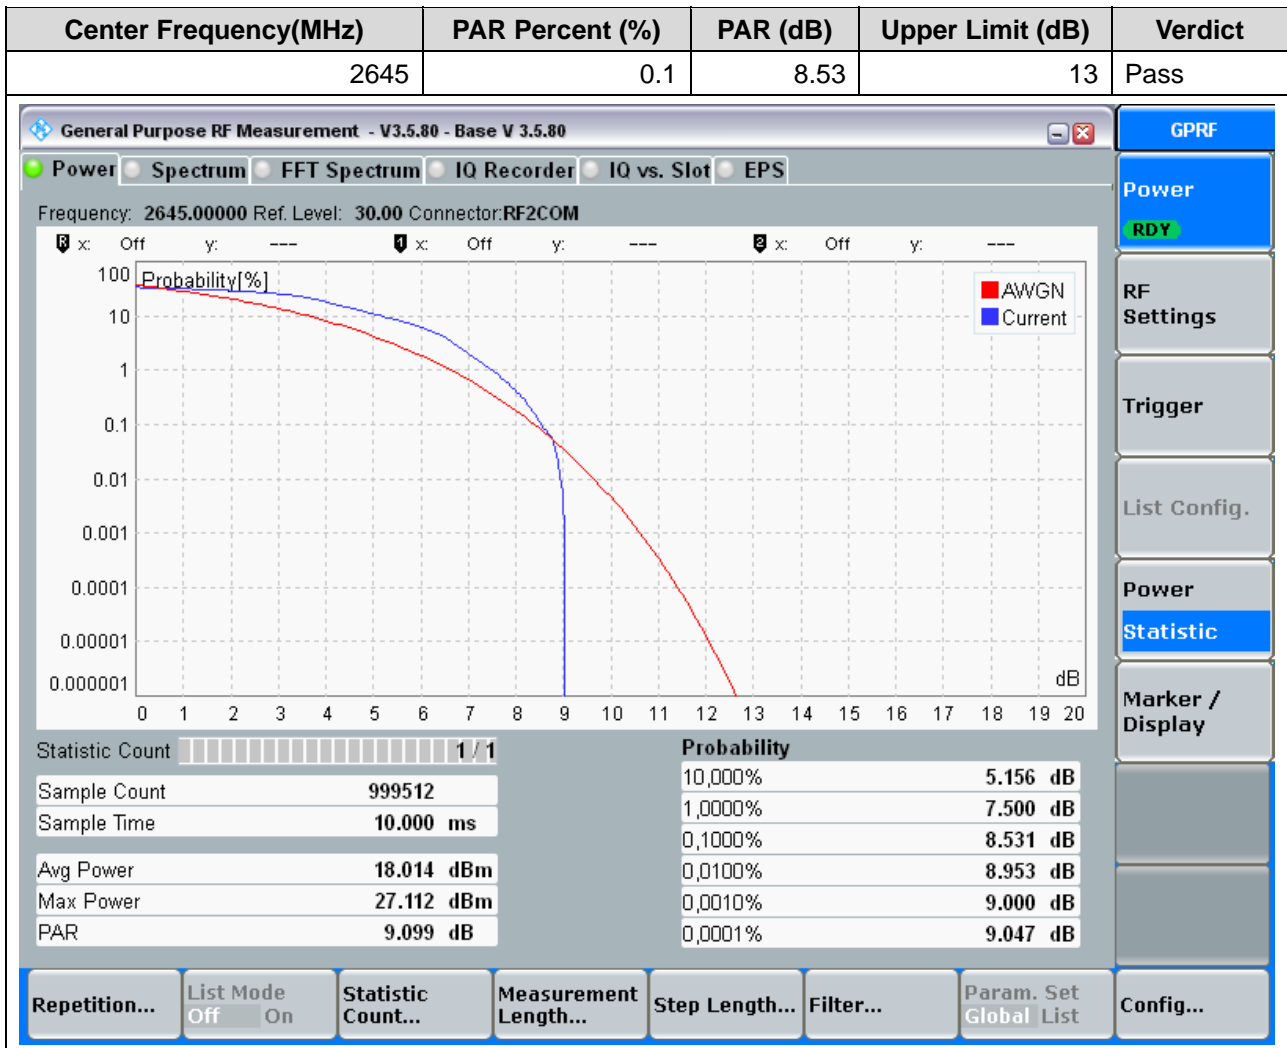 Center Frequency(MHz) PAR Percent (%) PAR (dB) Upper Limit (dB) Verdict
2645 0.1 8.53 13 Pass
General Purpose RF Measurement - V3.5.80 - Base V 3.5.80
GPRF
Power Spectrum FFT Spectrum IQ Recorder IQ vs. Slot EPS
Frequency: 2645.00000 Ref. Level: 30.00 Connector:RF2COM
R x: Off y: --- 1 x: Off y: --- 2 x: Off y: ---
Probability[%]
AWGN
Current
100
10
1
0.1
0.01
0.001
0.0001
0.00001
0.000001
dB
0 1 2 3 4 5 6 7 8 9 10 11 12 13 14 15 16 17 18 19 20
Statistic Count 1 / 1
Sample Count 999512
Sample Time 10.000 ms
Avg Power 18.014 dBm
Max Power 27.112 dBm
PAR 9.099 dB
Probability
10,000% 5.156 dB
1,0000% 7.500 dB
0,1000% 8.531 dB
0,0100% 8.953 dB
0,0010% 9.000 dB
0,0001% 9.047 dB
Power
RDY
RF
Settings
Trigger
List Config.
Power
Statistic
Marker /
Display
Repetition...
List Mode
Off On
Statistic
Count...
Measurement
Length...
Step Length...
Filter...
Param. Set
Global List
Config...